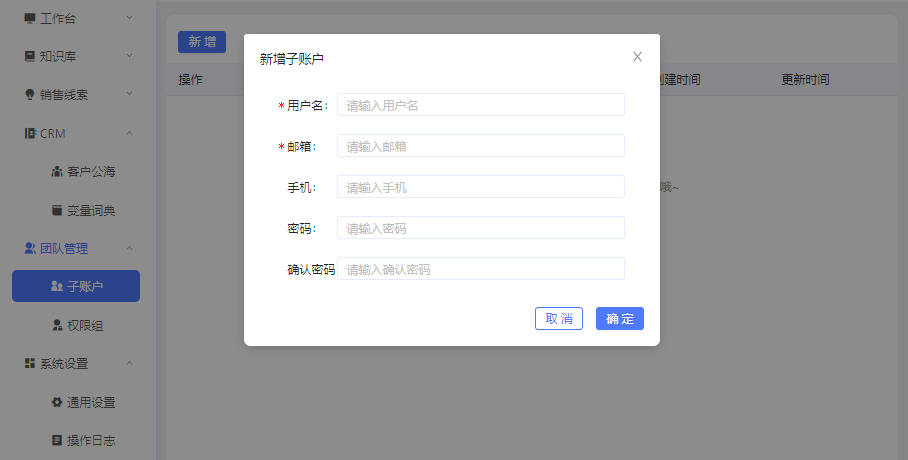 工作台
知识库
销售线索
CRM
客户公海
变量词典
团队管理
子账户
权限组
系统设置
通用设置
操作日志
新 增
操作
创建时间
更新时间
哦~
新增子账户
* 用户名: 请输入用户名
* 邮箱: 请输入邮箱
手机: 请输入手机
密码: 请输入密码
确认密码 请输入确认密码
取 消
确 定